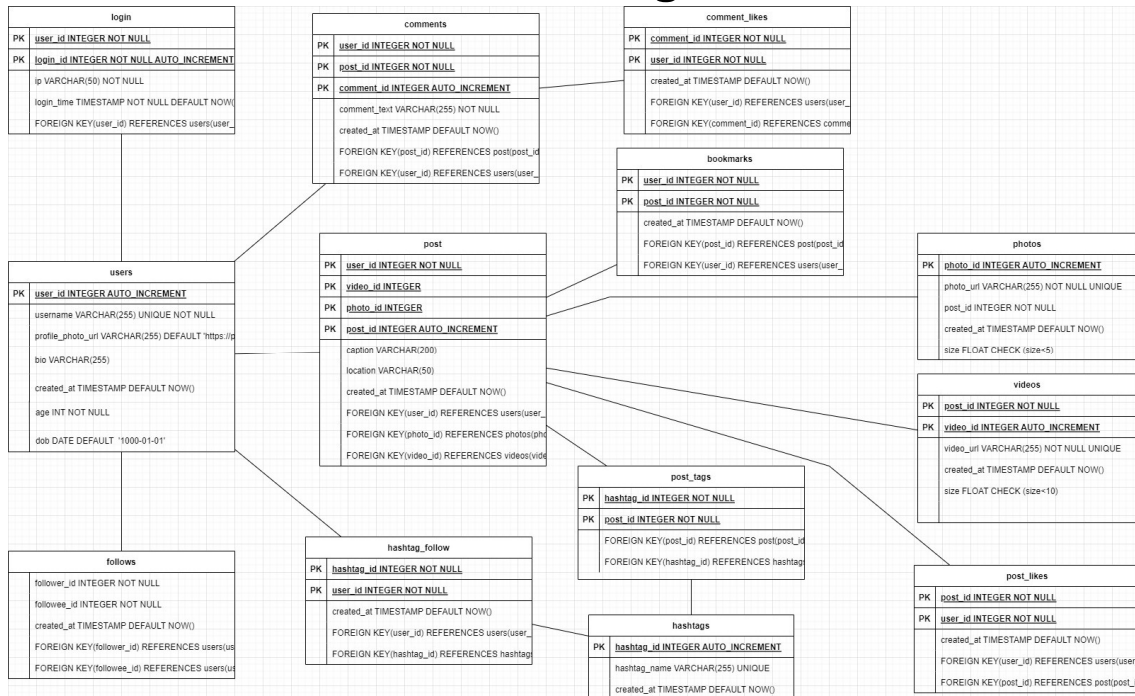 login
PK user_id INTEGER NOT NULL
PK login_id INTEGER NOT NULL AUTO_INCREMENT
ip VARCHAR(50) NOT NULL
login_time TIMESTAMP NOT NULL DEFAULT NOW(
FOREIGN KEY(user_id) REFERENCES users(user_
comments
PK user_id INTEGER NOT NULL
PK post_id INTEGER NOT NULL
PK comment_id INTEGER AUTO_INCREMENT
comment_text VARCHAR(255) NOT NULL
created_at TIMESTAMP DEFAULT NOW()
FOREIGN KEY(post_id) REFERENCES post(post_id
FOREIGN KEY(user_id) REFERENCES users(user_
comment_likes
PK comment_id INTEGER NOT NULL
PK user_id INTEGER NOT NULL
created_at TIMESTAMP DEFAULT NOW()
FOREIGN KEY(user_id) REFERENCES users(user_
FOREIGN KEY(comment_id) REFERENCES comme
bookmarks
PK user_id INTEGER NOT NULL
PK post_id INTEGER NOT NULL
created_at TIMESTAMP DEFAULT NOW()
FOREIGN KEY(post_id) REFERENCES post(post_id
FOREIGN KEY(user_id) REFERENCES users(user_
users
PK user_id INTEGER AUTO_INCREMENT
username VARCHAR(255) UNIQUE NOT NULL
profile_photo_url VARCHAR(255) DEFAULT 'https://p
bio VARCHAR(255)
created_at TIMESTAMP DEFAULT NOW()
age INT NOT NULL
dob DATE DEFAULT '1000-01-01'
post
PK user_id INTEGER NOT NULL
PK video_id INTEGER
PK photo_id INTEGER
PK post_id INTEGER AUTO_INCREMENT
caption VARCHAR(200)
location VARCHAR(50)
created_at TIMESTAMP DEFAULT NOW()
FOREIGN KEY(user_id) REFERENCES users(user_
FOREIGN KEY(photo_id) REFERENCES photos(pho
FOREIGN KEY(video_id) REFERENCES videos(vide
photos
PK photo_id INTEGER AUTO_INCREMENT
photo_url VARCHAR(255) NOT NULL UNIQUE
post_id INTEGER NOT NULL
created_at TIMESTAMP DEFAULT NOW()
size FLOAT CHECK (size<5)
videos
PK post_id INTEGER NOT NULL
PK video_id INTEGER AUTO_INCREMENT
video_url VARCHAR(255) NOT NULL UNIQUE
created_at TIMESTAMP DEFAULT NOW()
size FLOAT CHECK (size<10)
post_tags
PK hashtag_id INTEGER NOT NULL
PK post_id INTEGER NOT NULL
FOREIGN KEY(post_id) REFERENCES post(post_id
FOREIGN KEY(hashtag_id) REFERENCES hashtags
follows
follower_id INTEGER NOT NULL
followee_id INTEGER NOT NULL
created_at TIMESTAMP DEFAULT NOW()
FOREIGN KEY(follower_id) REFERENCES users(us
FOREIGN KEY(followee_id) REFERENCES users(us
hashtag_follow
PK hashtag_id INTEGER NOT NULL
PK user_id INTEGER NOT NULL
created_at TIMESTAMP DEFAULT NOW()
FOREIGN KEY(user_id) REFERENCES users(user_
FOREIGN KEY(hashtag_id) REFERENCES hashtags
hashtags
PK hashtag_id INTEGER AUTO_INCREMENT
hashtag_name VARCHAR(255) UNIQUE
created_at TIMESTAMP DEFAULT NOW()
post_likes
PK post_id INTEGER NOT NULL
PK user_id INTEGER NOT NULL
created_at TIMESTAMP DEFAULT NOW()
FOREIGN KEY(user_id) REFERENCES users(user
FOREIGN KEY(post_id) REFERENCES post(post_